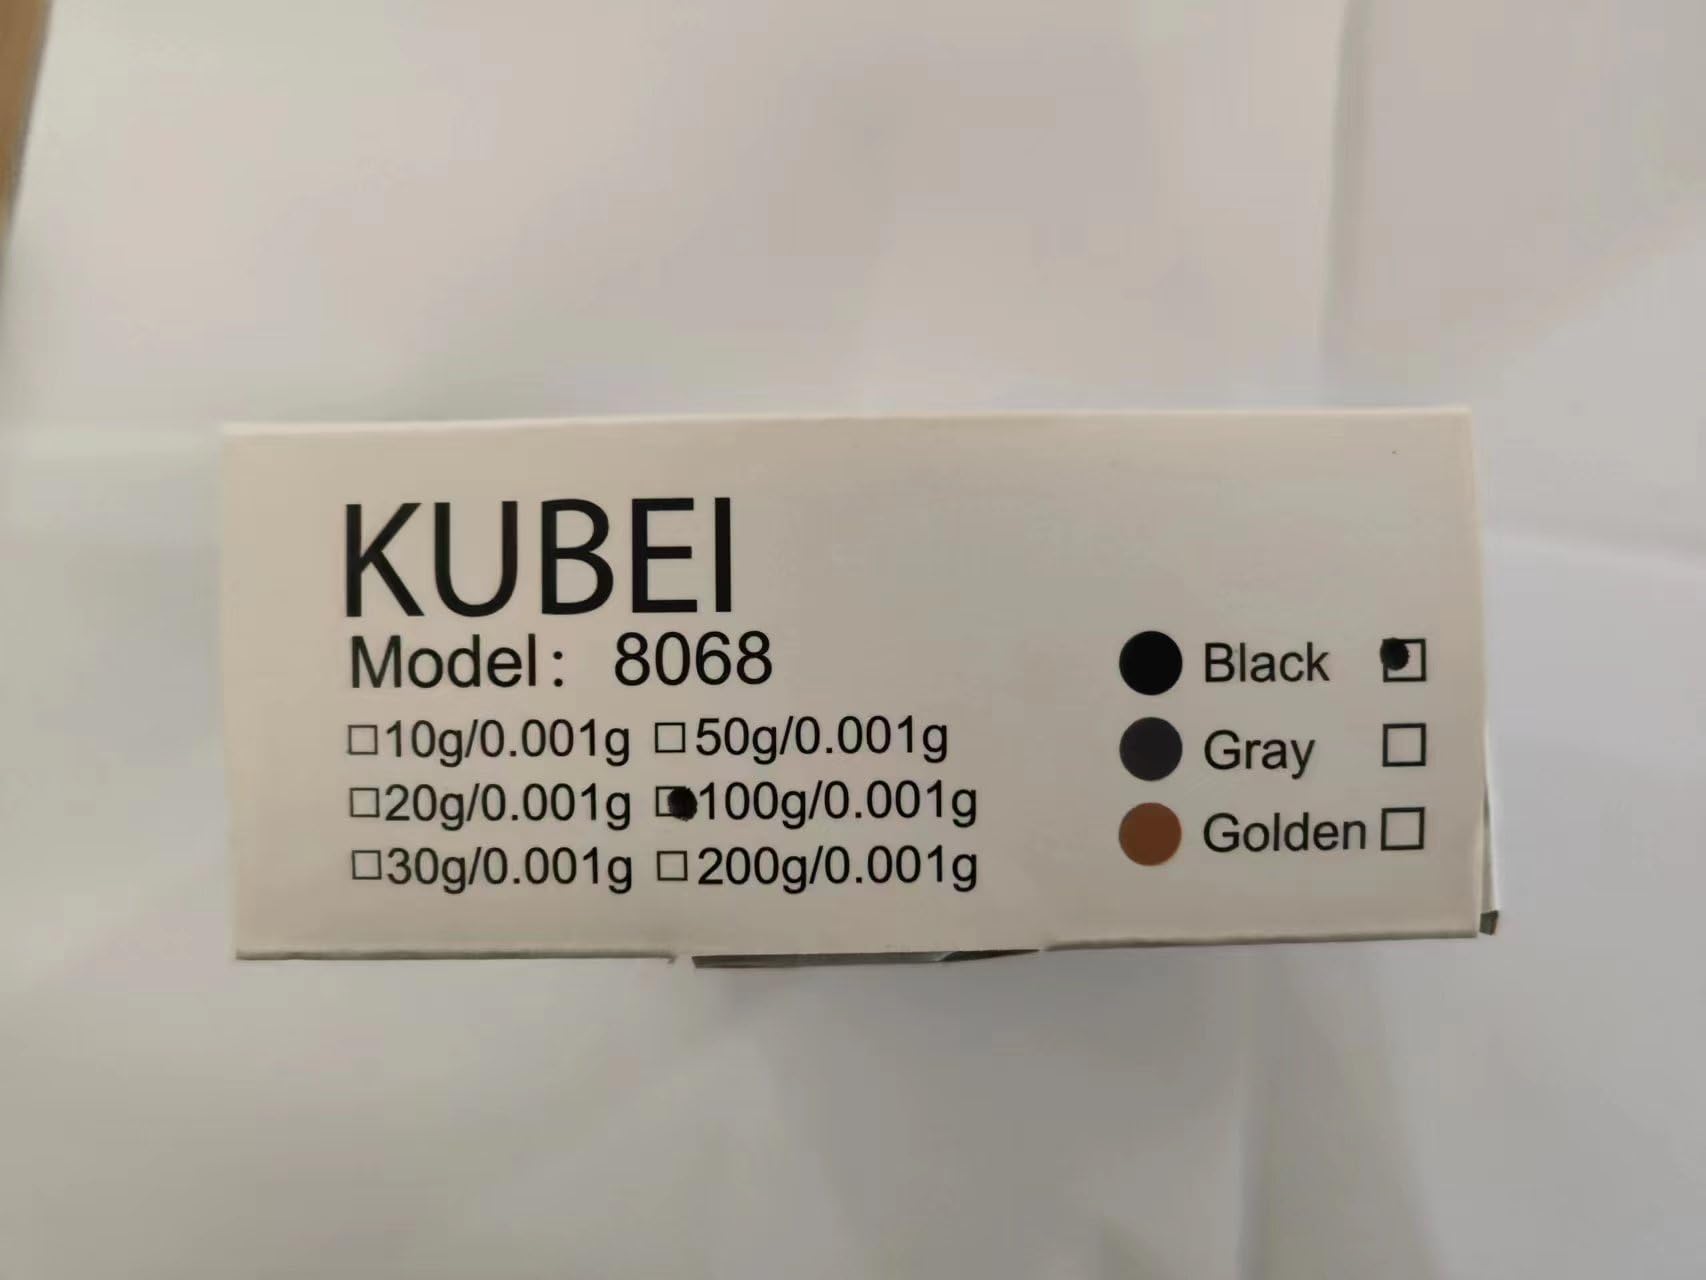 KUBEI
Model: 8068
□10g/0.001g □50g/0.001g
□20g/0.001g ■100g/0.001g
□30g/0.001g □200g/0.001g
Black ■
Gray □
Golden □